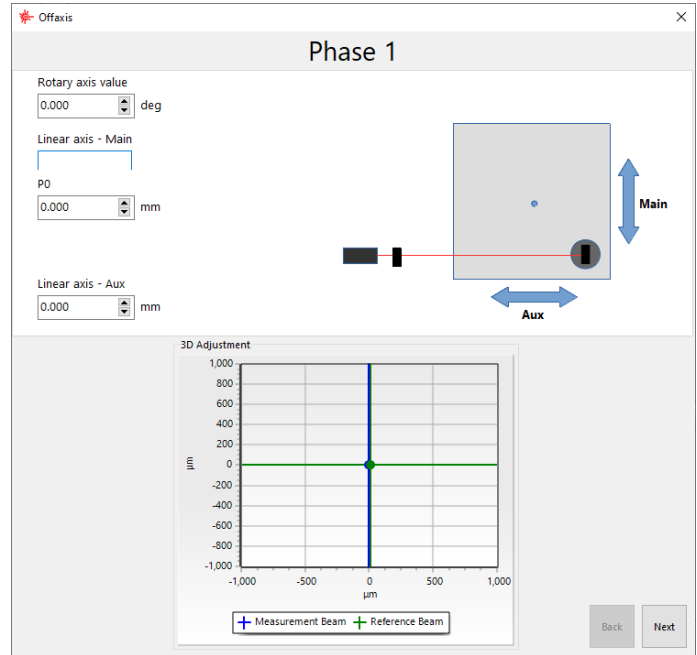 Offaxis
Phase 1
Rotary axis value
0.000 deg
Linear axis - Main
P0
0.000 mm
Linear axis - Aux
0.000 mm
Main
Aux
3D Adjustment
1,000
800
600
400
200
0
-200
-400
-600
-800
-1,000
µm
-1,000 -500 0 500 1,000
µm
Measurement Beam Reference Beam
Back Next